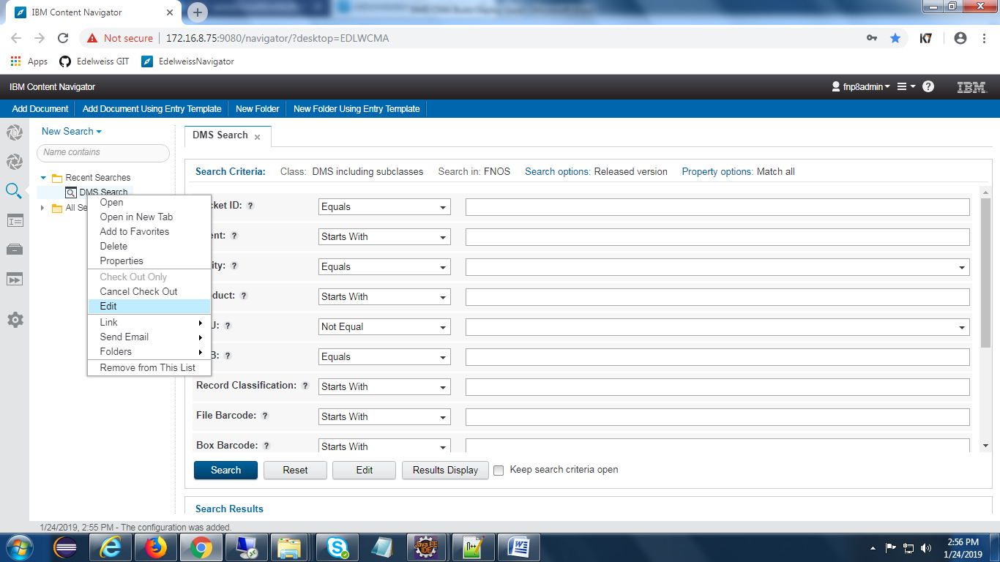 IBM Content Navigator
Not secure 172.16.8.75:9080/navigator/?desktop=EDLWCMA
Apps Edelweiss GIT EdelweissNavigator
IBM Content Navigator fnp8admin ? IBM
Add Document Add Document Using Entry Template New Folder New Folder Using Entry Template
New Search
Name contains
Recent Searches
DMS Search
All Se
Open
Open in New Tab
Add to Favorites
Delete
Properties
Check Out Only
Cancel Check Out
Edit
Link
Send Email
Folders
Remove from This List
DMS Search
Search Criteria: Class: DMS including subclasses Search in: FNOS Search options: Released version Property options: Match all
cket ID: ? Equals
ent: ? Starts With
ity: ? Equals
duct: ? Starts With
U: ? Not Equal
B: ? Equals
Record Classification: ? Starts With
File Barcode: ? Starts With
Box Barcode: ? Starts With
Search Reset Edit Results Display Keep search criteria open
Search Results
1/24/2019, 2:55 PM - The configuration was added.
Java EE
IDE
2:56 PM
1/24/2019